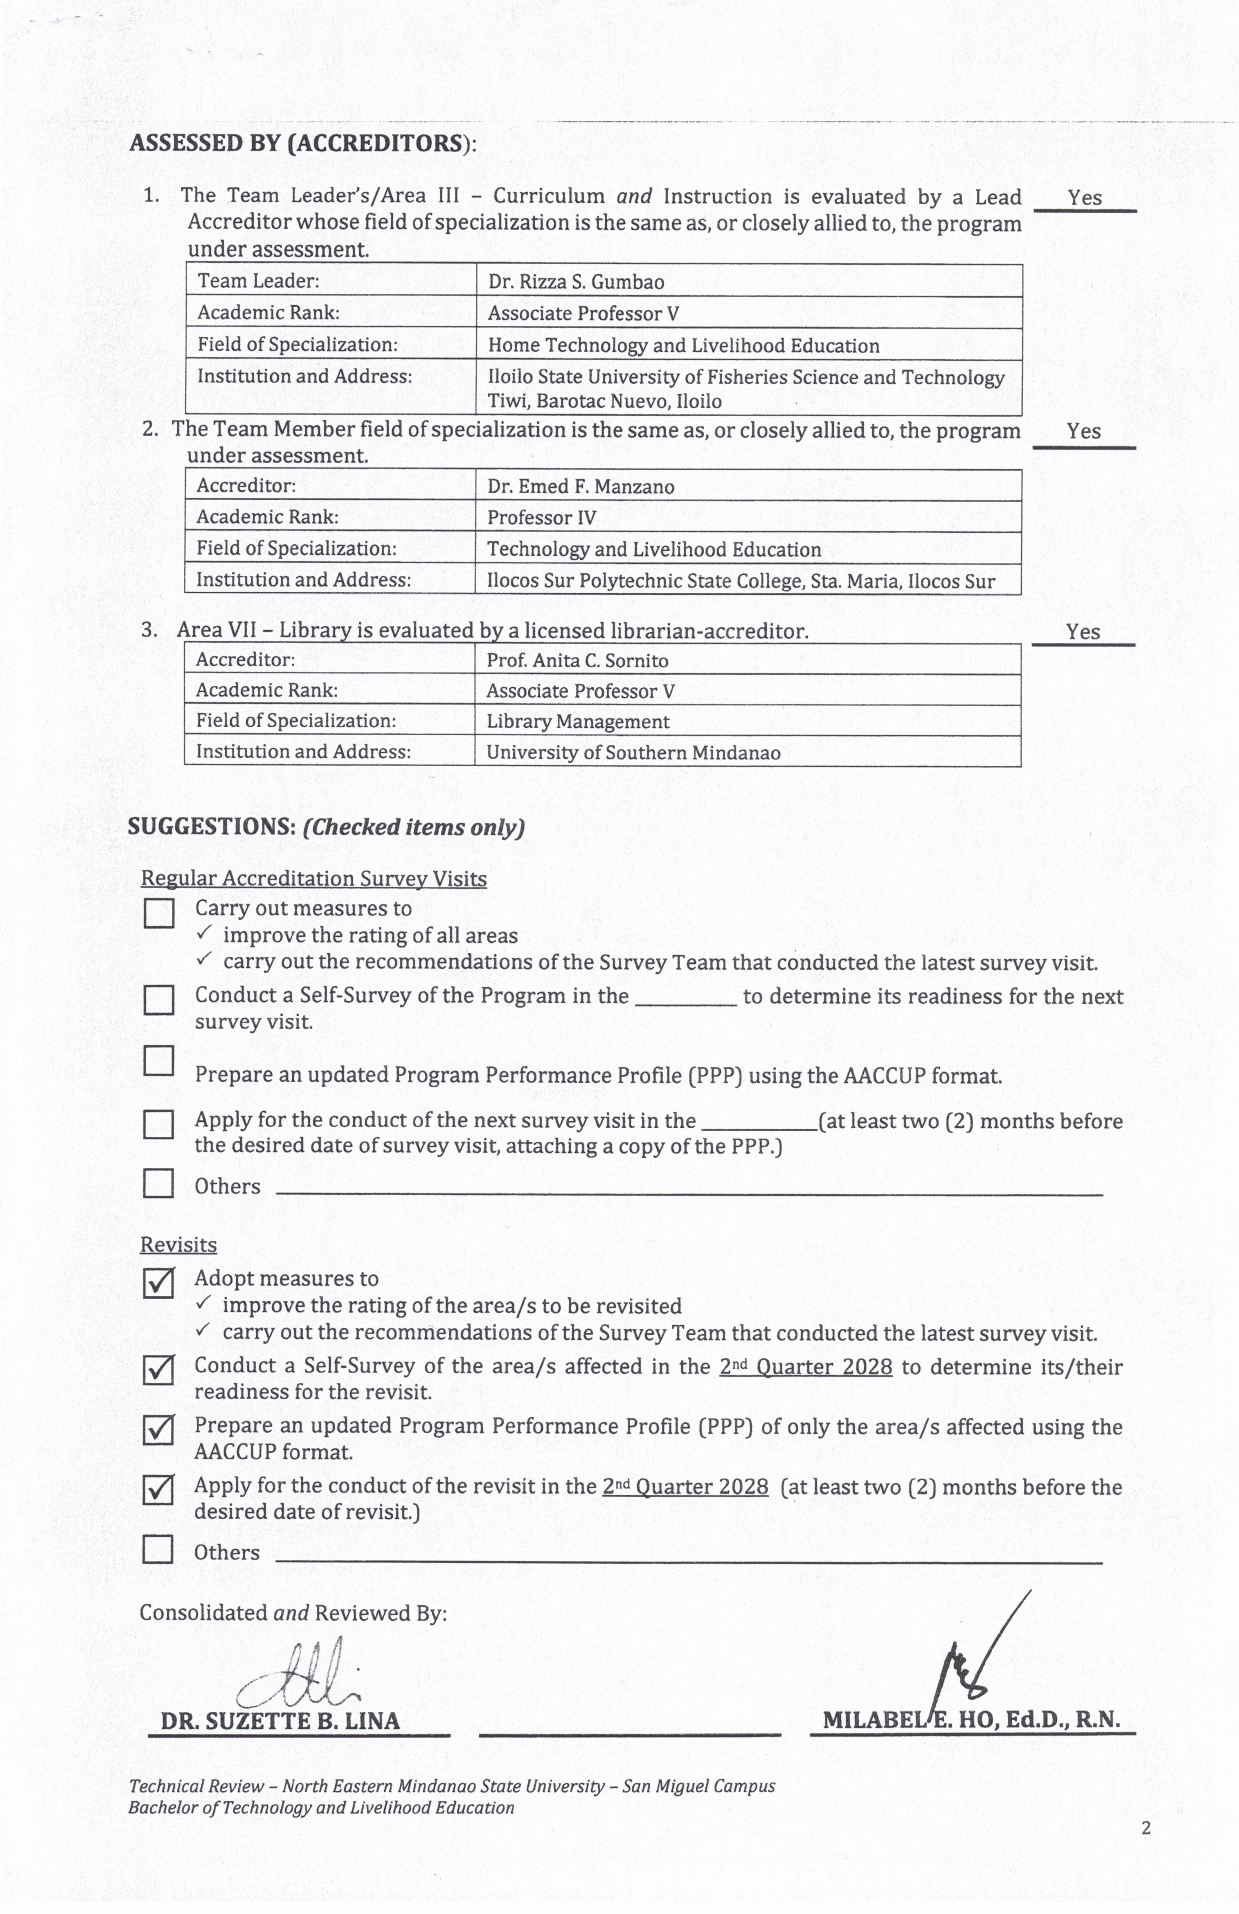 ASSESSED BY (ACCREDITORS):
1. The Team Leader's/Area III – Curriculum and Instruction is evaluated by a Lead Yes
Accreditor whose field of specialization is the same as, or closely allied to, the program
under assessment.
Team Leader: Dr. Rizza S. Gumbao
Academic Rank: Associate Professor V
Field of Specialization: Home Technology and Livelihood Education
Institution and Address: Iloilo State University of Fisheries Science and Technology
Tiwi, Barotac Nuevo, Iloilo
2. The Team Member field of specialization is the same as, or closely allied to, the program Yes
under assessment.
Accreditor: Dr. Emed F. Manzano
Academic Rank: Professor IV
Field of Specialization: Technology and Livelihood Education
Institution and Address: Ilocos Sur Polytechnic State College, Sta. Maria, Ilocos Sur
3. Area VII – Library is evaluated by a licensed librarian-accreditor. Yes
Accreditor: Prof. Anita C. Sornito
Academic Rank: Associate Professor V
Field of Specialization: Library Management
Institution and Address: University of Southern Mindanao
SUGGESTIONS: (Checked items only)
Regular Accreditation Survey Visits
☐ Carry out measures to
✓ improve the rating of all areas
✓ carry out the recommendations of the Survey Team that conducted the latest survey visit.
☐ Conduct a Self-Survey of the Program in the _________ to determine its readiness for the next
survey visit.
☐ Prepare an updated Program Performance Profile (PPP) using the AACCUP format.
☐ Apply for the conduct of the next survey visit in the __________(at least two (2) months before
the desired date of survey visit, attaching a copy of the PPP.)
☐ Others
Revisits
☑ Adopt measures to
✓ improve the rating of the area/s to be revisited
✓ carry out the recommendations of the Survey Team that conducted the latest survey visit.
☑ Conduct a Self-Survey of the area/s affected in the 2nd Quarter 2028 to determine its/their
readiness for the revisit.
☑ Prepare an updated Program Performance Profile (PPP) of only the area/s affected using the
AACCUP format.
☑ Apply for the conduct of the revisit in the 2nd Quarter 2028 (at least two (2) months before the
desired date of revisit.)
☐ Others
Consolidated and Reviewed By:
DR. SUZETTE B. LINA MILABEL E. HO, Ed.D., R.N.
Technical Review – North Eastern Mindanao State University – San Miguel Campus
Bachelor of Technology and Livelihood Education
2